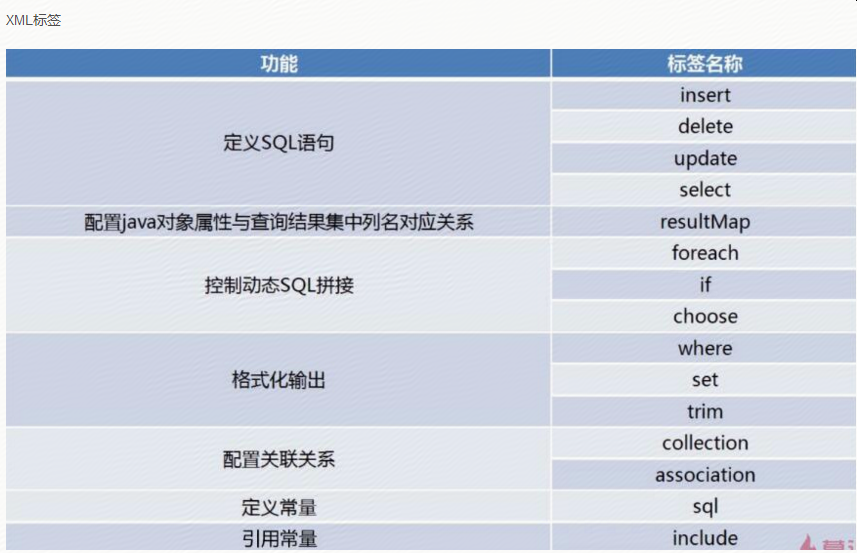 XML标签
功能 标签名称
定义SQL语句 insert
delete
update
select
配置java对象属性与查询结果集中列名对应关系 resultMap
控制动态SQL拼接 foreach
if
choose
格式化输出 where
set
trim
配置关联关系 collection
association
定义常量 sql
引用常量 include